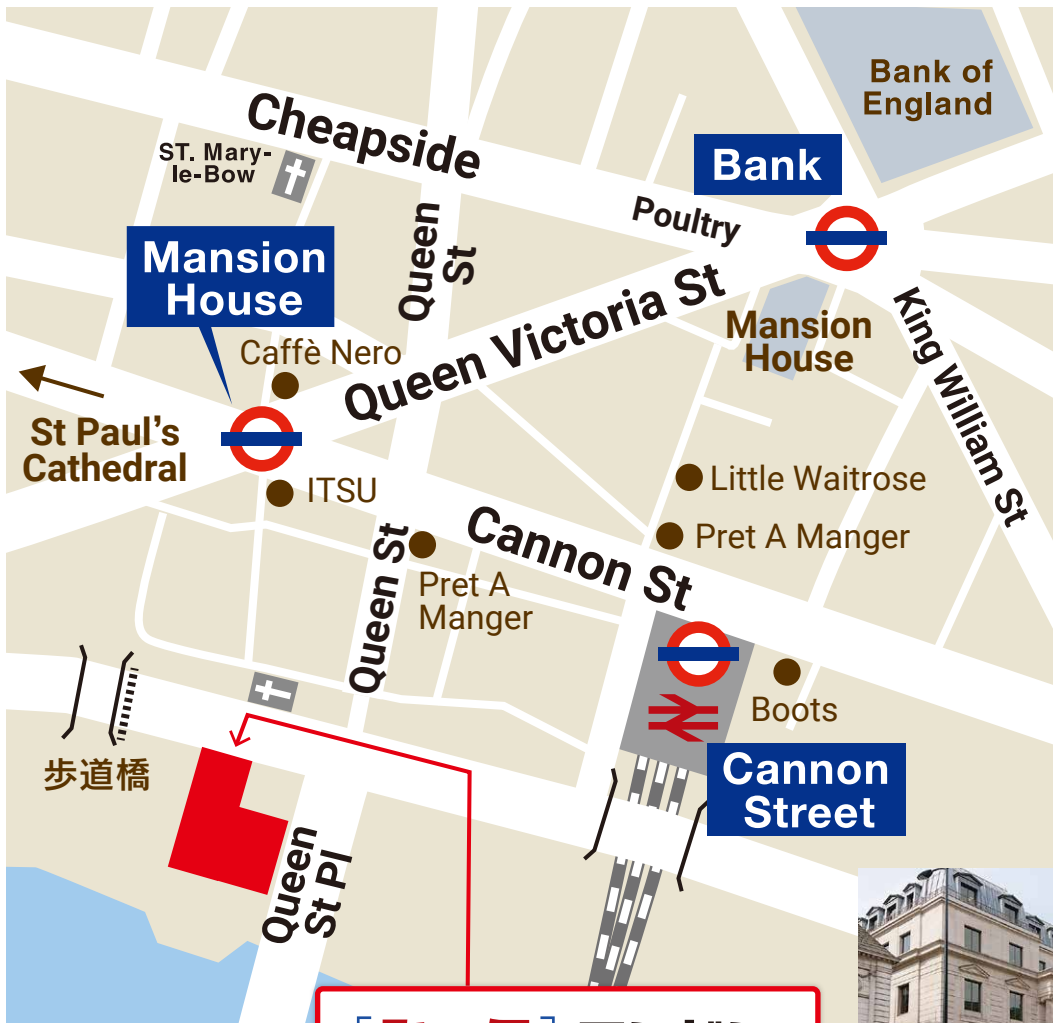 Bank of
England
Cheapside
ST. Mary-
le-Bow
Bank
Poultry
Queen
St
Mansion
House
Queen Victoria St
Mansion
House
King William St
Caffè Nero
St Paul's
Cathedral
ITSU
Little Waitrose
Cannon St
Pret A Manger
Queen St
Pret A
Manger
Boots
歩道橋
Cannon
Street
Queen
St Pl